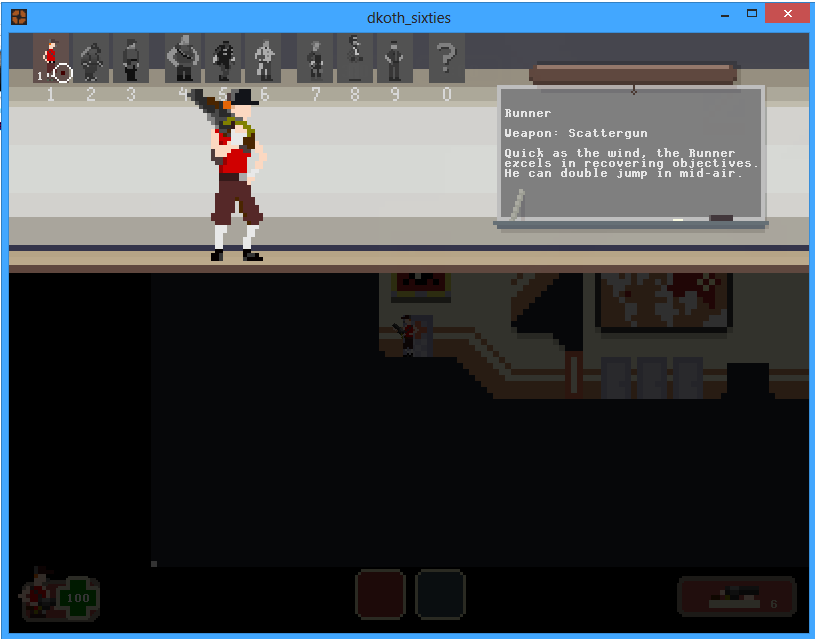 dkoth_sixties
1
1 2 3 4 5 6 7 8 9 0
?
Runner
Weapon: Scattergun
Quick as the wind, the Runner
excels in recovering objectives.
He can double jump in mid-air.
100
6